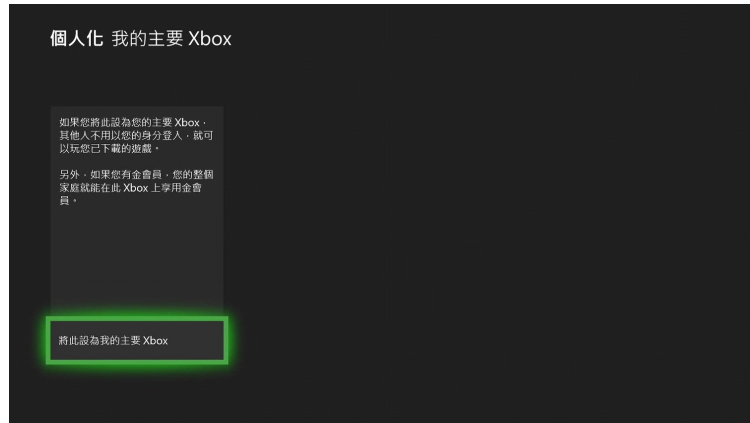 個人化 我的主要 Xbox
如果您將此設為您的主要 Xbox，
其他人不用以您的身分登入，就可
以玩您已下載的遊戲。
另外，如果您有金會員，您的整個
家庭就能在此 Xbox 上享用金會
員。
將此設為我的主要 Xbox